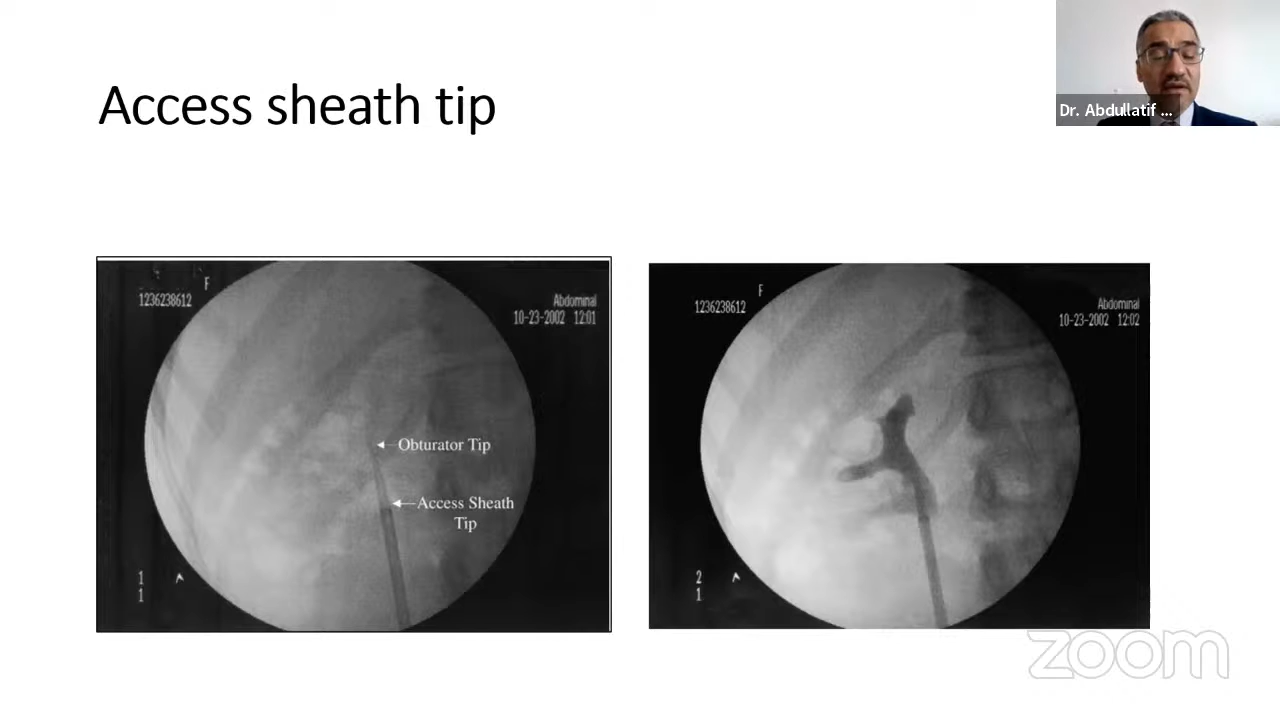 Access sheath tip
Dr. Abdullatif ...
F
1236238612
Abdominal
10-23-2002 12:01
Obturator Tip
Access Sheath
Tip
1
1
F
1236238612
Abdominal
10-23-2002 12:02
2
1
zoom